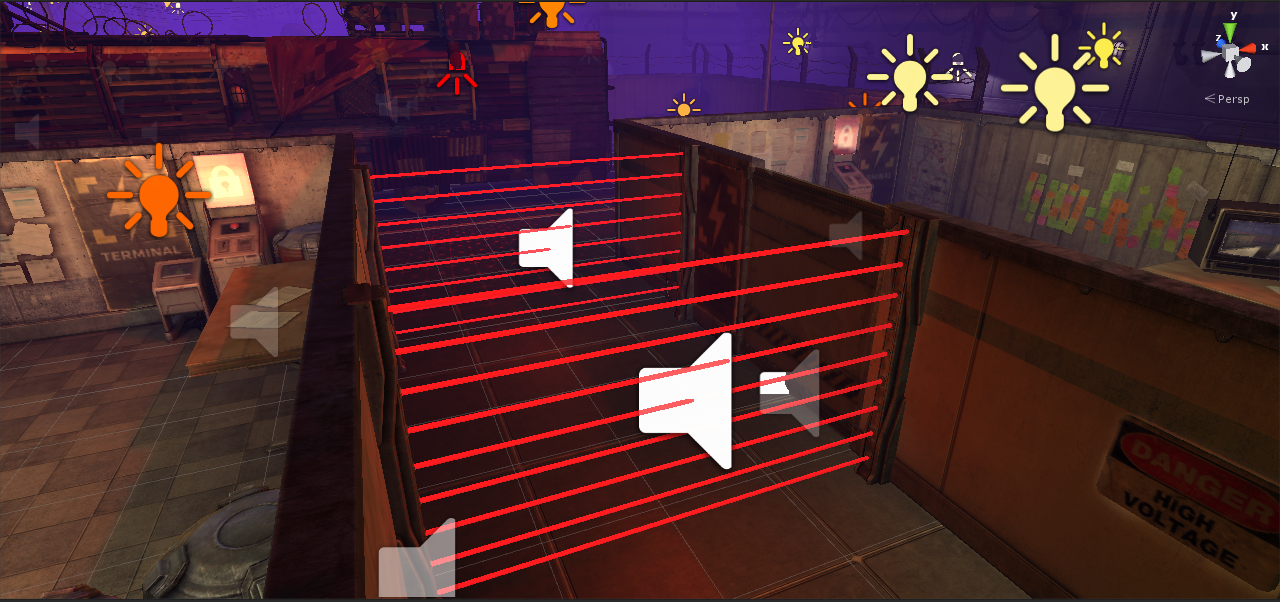 y
z
x
< Persp
TERMINAL
DANGER
HIGH
VOLTAGE